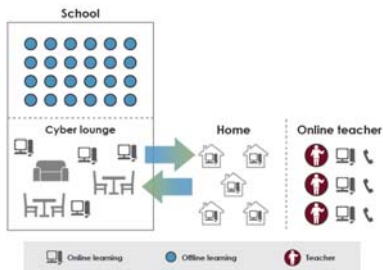 School
Cyber lounge
Home
Online teacher
Online learning
Offline learning
Teacher